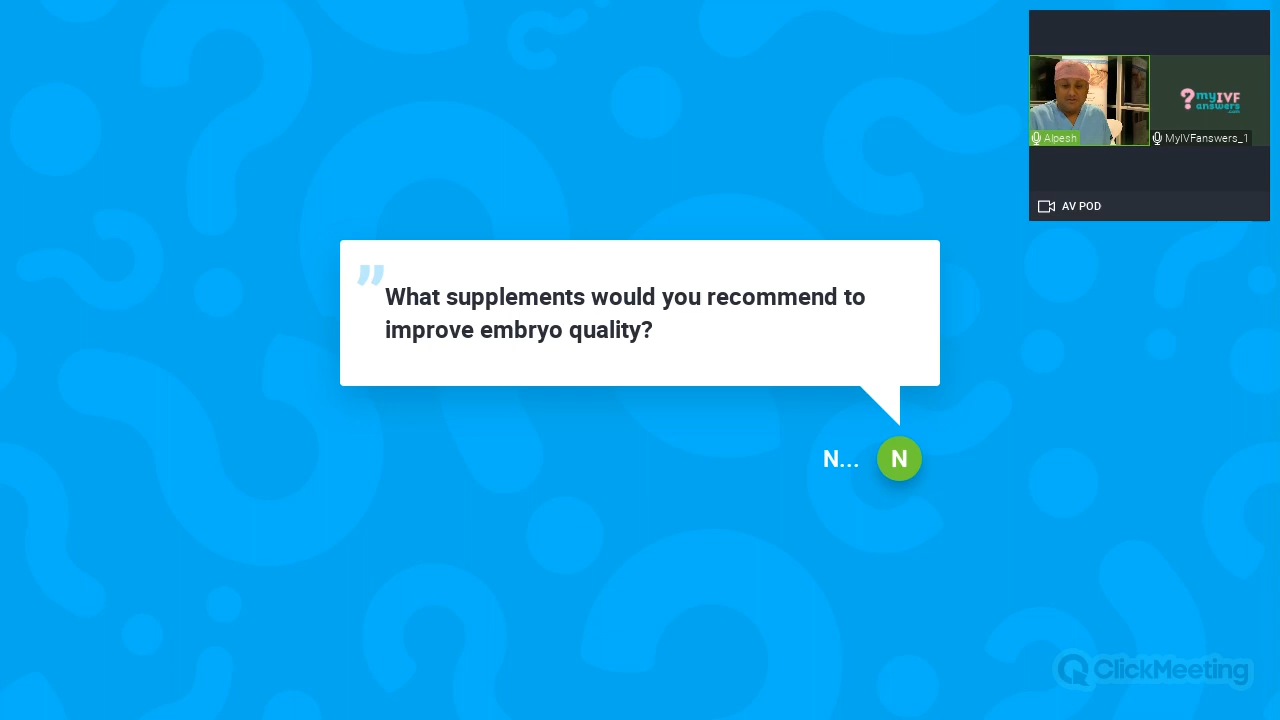 ?myIVF
answers
.com
Alpesh
MyIVFanswers_1
AV POD
”
What supplements would you recommend to
improve embryo quality?
N...
N
ClickMeeting